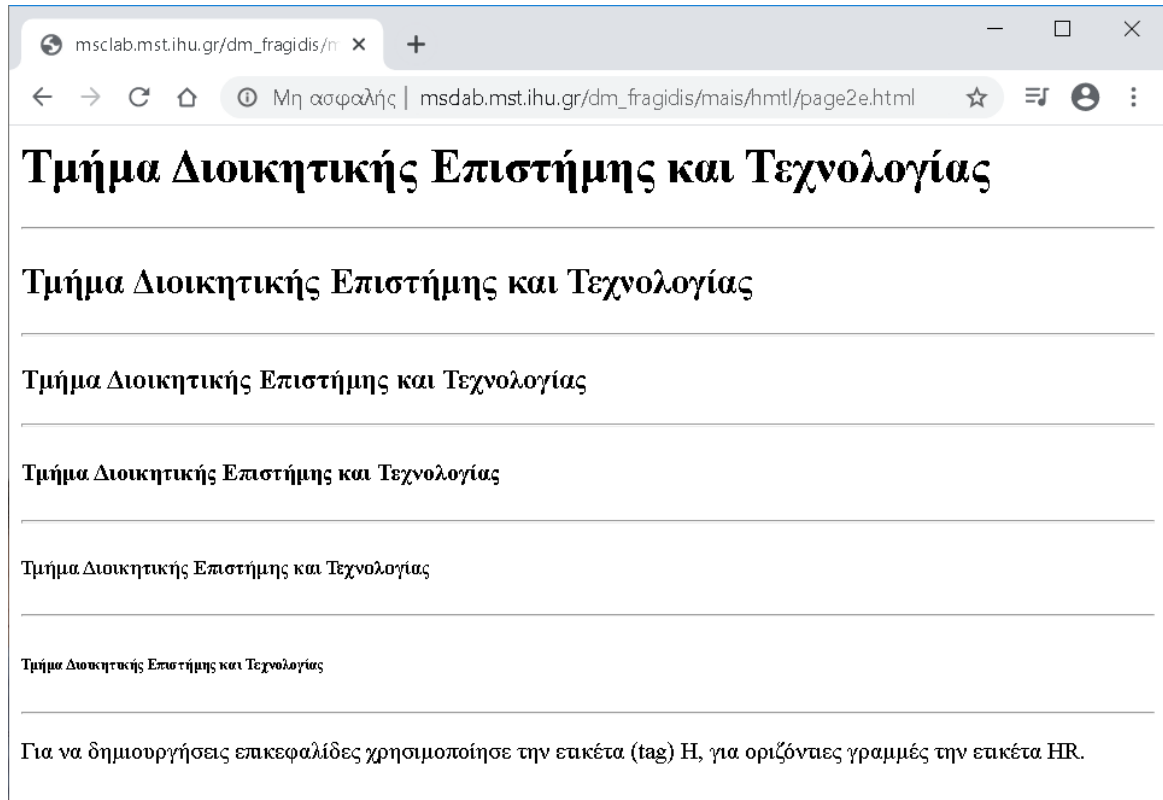 msclab.mst.ihu.gr/dm_fragidis/m
Μη ασφαλής | msclab.mst.ihu.gr/dm_fragidis/mais/hmtl/page2e.html
Τμήμα Διοικητικής Επιστήμης και Τεχνολογίας
Τμήμα Διοικητικής Επιστήμης και Τεχνολογίας
Τμήμα Διοικητικής Επιστήμης και Τεχνολογίας
Τμήμα Διοικητικής Επιστήμης και Τεχνολογίας
Τμήμα Διοικητικής Επιστήμης και Τεχνολογίας
Τμήμα Διοικητικής Επιστήμης και Τεχνολογίας
Για να δημιουργήσεις επικεφαλίδες χρησιμοποίησε την ετικέτα (tag) H, για οριζόντιες γραμμές την ετικέτα HR.